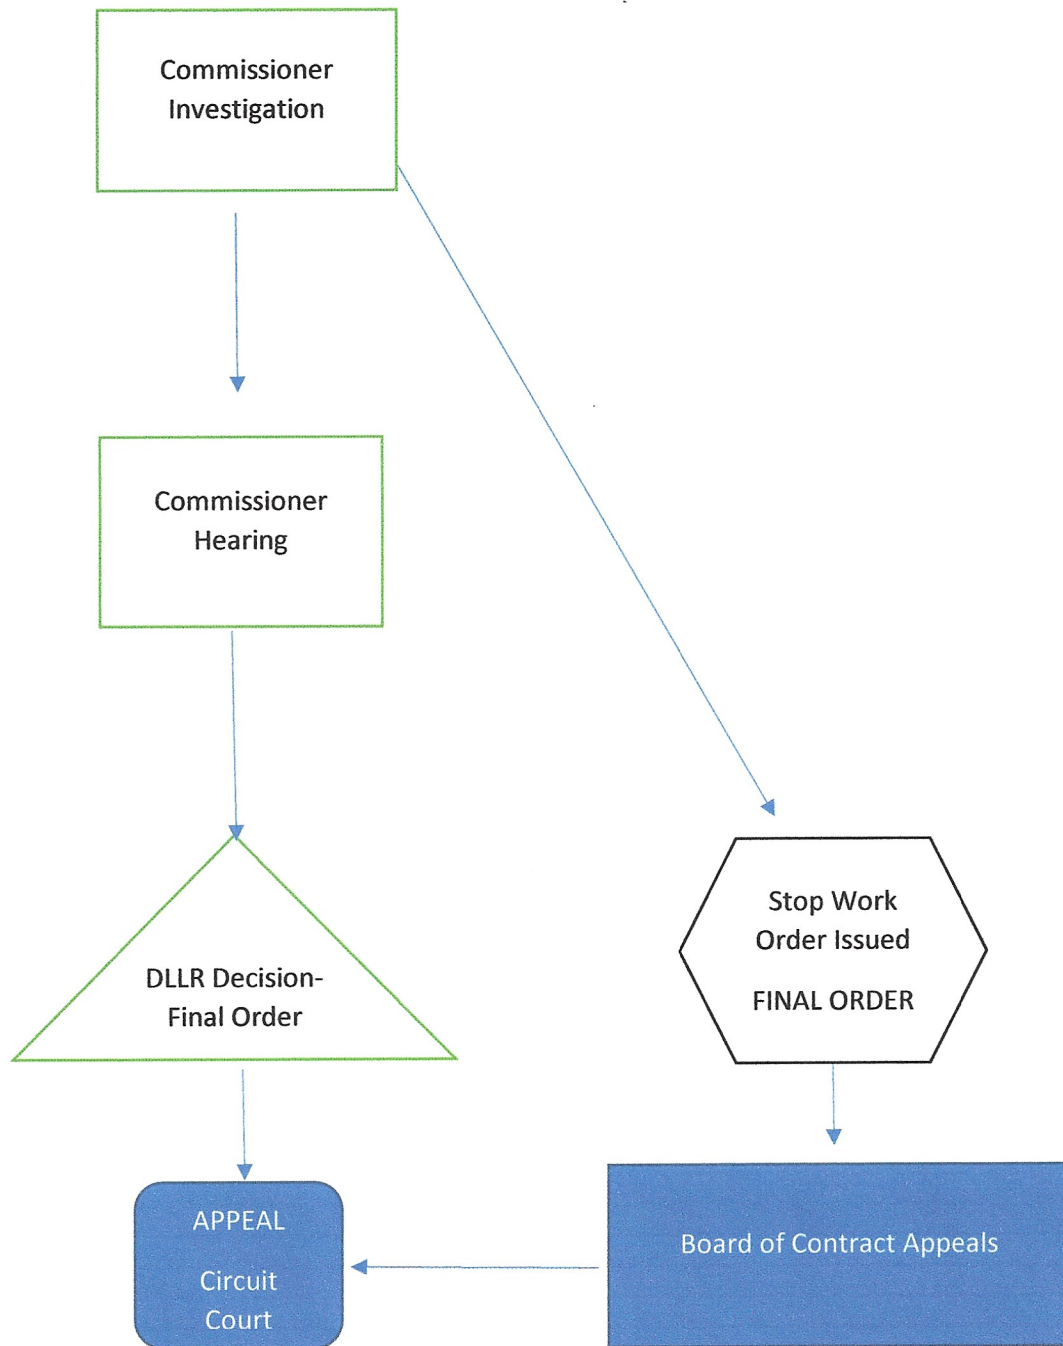 Commissioner
Investigation
Commissioner
Hearing
DLLR Decision-
Final Order
Stop Work
Order Issued
FINAL ORDER
APPEAL
Circuit
Court
Board of Contract Appeals